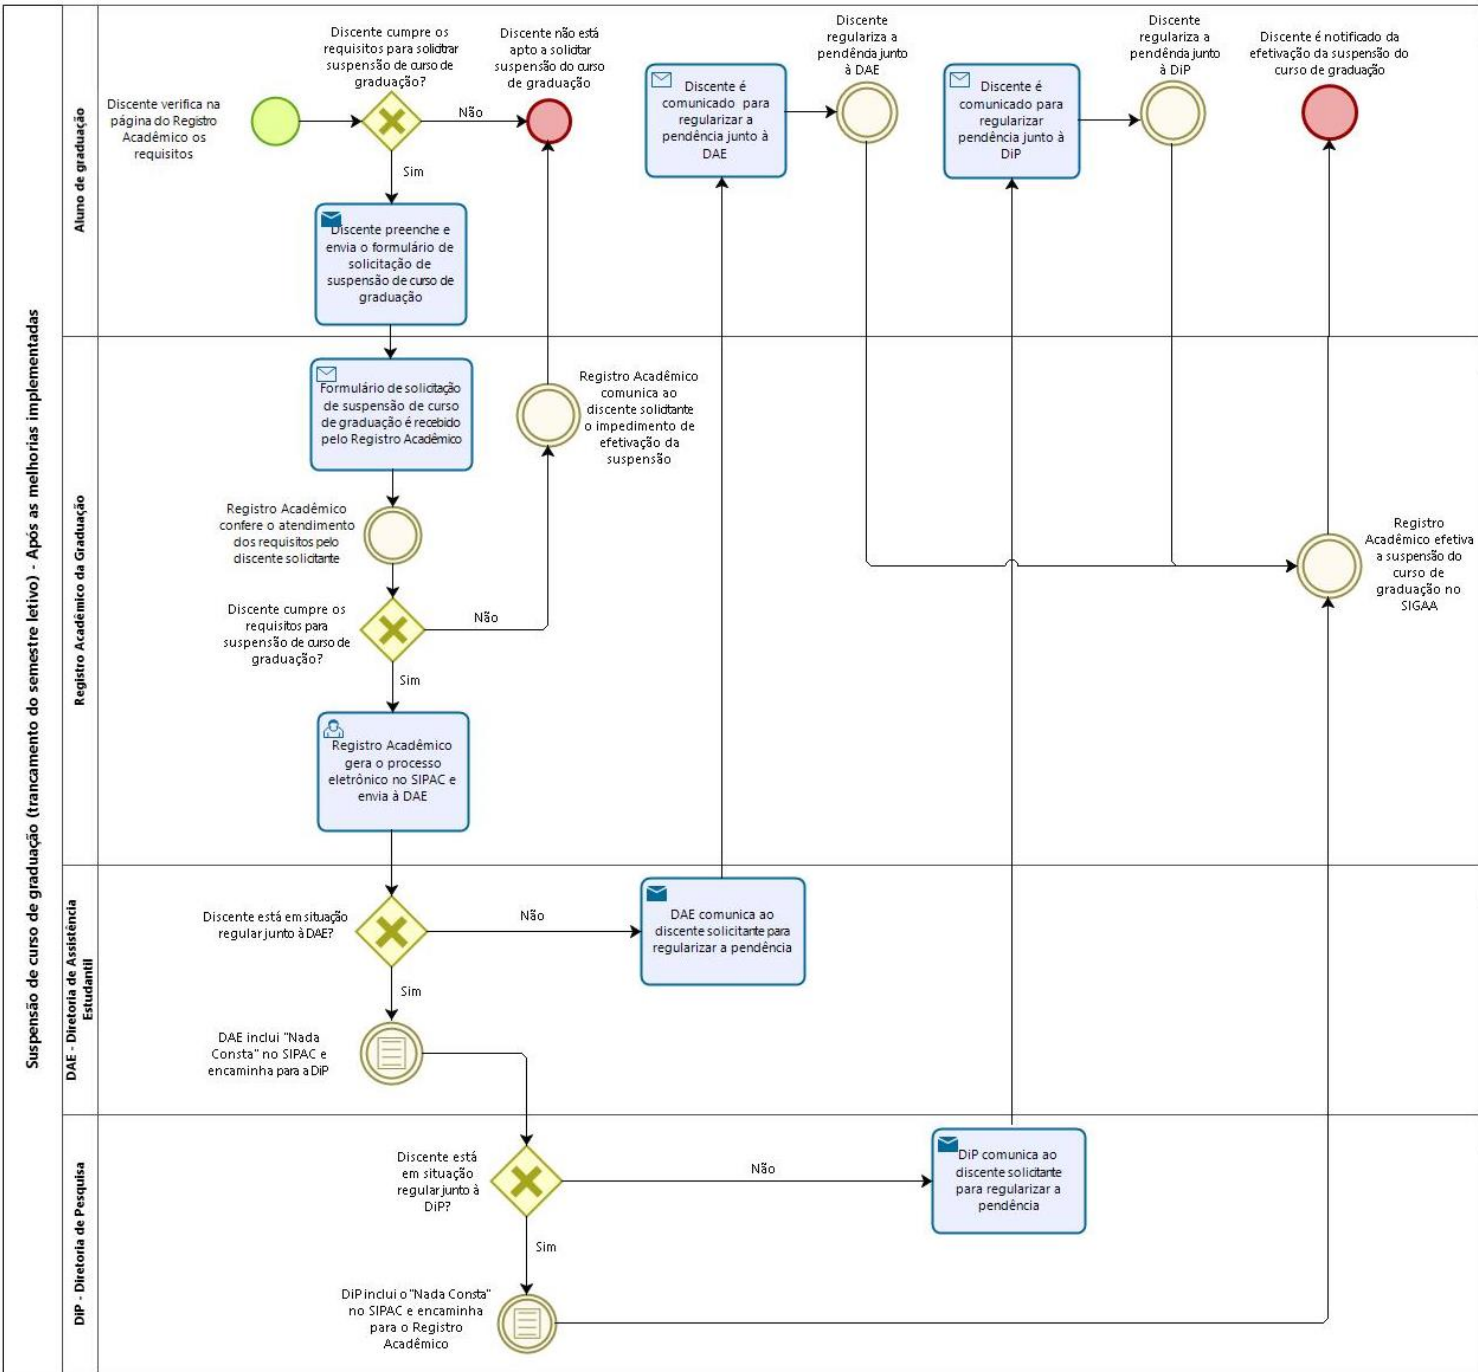 Suspensão de curso de graduação (trancamento do semestre letivo) - Após as melhorias implementadas
Aluno de graduação
Discente verifica na
página do Registro
Acadêmico os
requisitos
Discente cumpre os
requisitos para solicitrar
suspensão de curso de
graduação?
Não
Sim
Discente não está
apto a solicitar
suspensão do curso
de graduação
Discente preenche e
envia o formulário de
solicitação de
suspensão de curso de
graduação
Discente é
comunicado para
regularizar a
pendência junto à
DAE
Discente
regulariza a
pendência junto
à DAE
Discente é
comunicado para
regularizar
pendência junto à
DiP
Discente
regulariza a
pendência junto
à DiP
Discente é notificado da
efetivação da suspensão do
curso de graduação
Registro Acadêmico da Graduação
Formulário de solicitação
de suspensão de curso
de graduação é recebido
pelo Registro Acadêmico
Registro Acadêmico
comunica ao
discente solicitante
o impedimento de
efetivação da
suspensão
Registro Acadêmico
confere o atendimento
dos requisitos pelo
discente solicitante
Discente cumpre os
requisitos para
suspensão de curso de
graduação?
Não
Sim
Registro Acadêmico
gera o processo
eletrônico no SIPAC e
envia à DAE
Registro
Acadêmico efetiva
a suspensão do
curso de
graduação no
SIGAA
DAE - Diretoria de Assistência
Estudantil
Discente está em situação
regular junto à DAE?
Não
Sim
DAE comunica ao
discente solicitante para
regularizar a pendência
DAE inclui "Nada
Consta" no SIPAC e
encaminha para a DiP
DiP - Diretoria de Pesquisa
Discente está
em situação
regular junto à
DiP?
Não
Sim
DiP comunica ao
discente solicitante
para regularizar a
pendência
DiP inclui o "Nada Consta"
no SIPAC e encaminha
para o Registro
Acadêmico